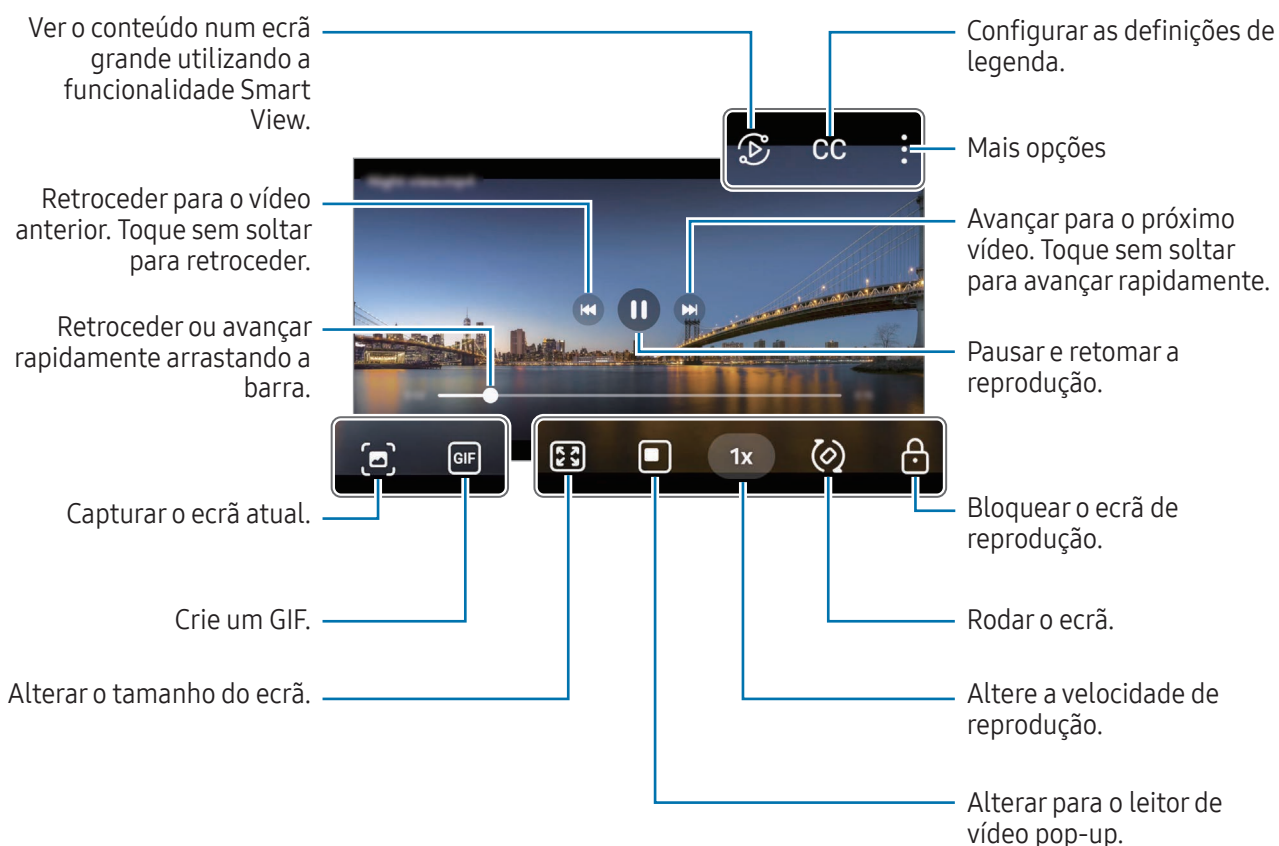 Ver o conteúdo num ecrã
grande utilizando a
funcionalidade Smart
View.
Configurar as definições de
legenda.
CC
Mais opções
Retroceder para o vídeo
anterior. Toque sem soltar
para retroceder.
Avançar para o próximo
vídeo. Toque sem soltar
para avançar rapidamente.
Retroceder ou avançar
rapidamente arrastando a
barra.
Pausar e retomar a
reprodução.
GIF
1x
Capturar o ecrã atual.
Bloquear o ecrã de
reprodução.
Crie um GIF.
Rodar o ecrã.
Alterar o tamanho do ecrã.
Altere a velocidade de
reprodução.
Alterar para o leitor de
vídeo pop-up.